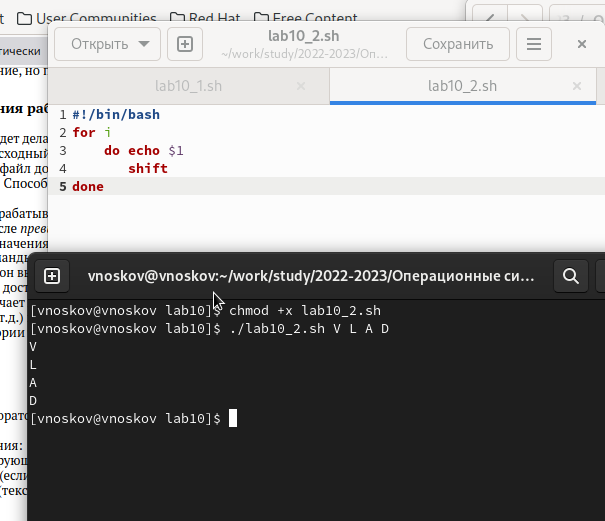 User Communities Red Hat Free Content
Открыть
lab10_2.sh
~/work/study/2022-2023/Оп…
Сохранить
lab10_1.sh
lab10_2.sh
1 #!/bin/bash
2 for i
3     do echo $1
4        shift
5 done
vnoskov@vnoskov:~/work/study/2022-2023/Операционные си…
[vnoskov@vnoskov lab10]$ chmod +x lab10_2.sh
[vnoskov@vnoskov lab10]$ ./lab10_2.sh V L A D
V
L
A
D
[vnoskov@vnoskov lab10]$